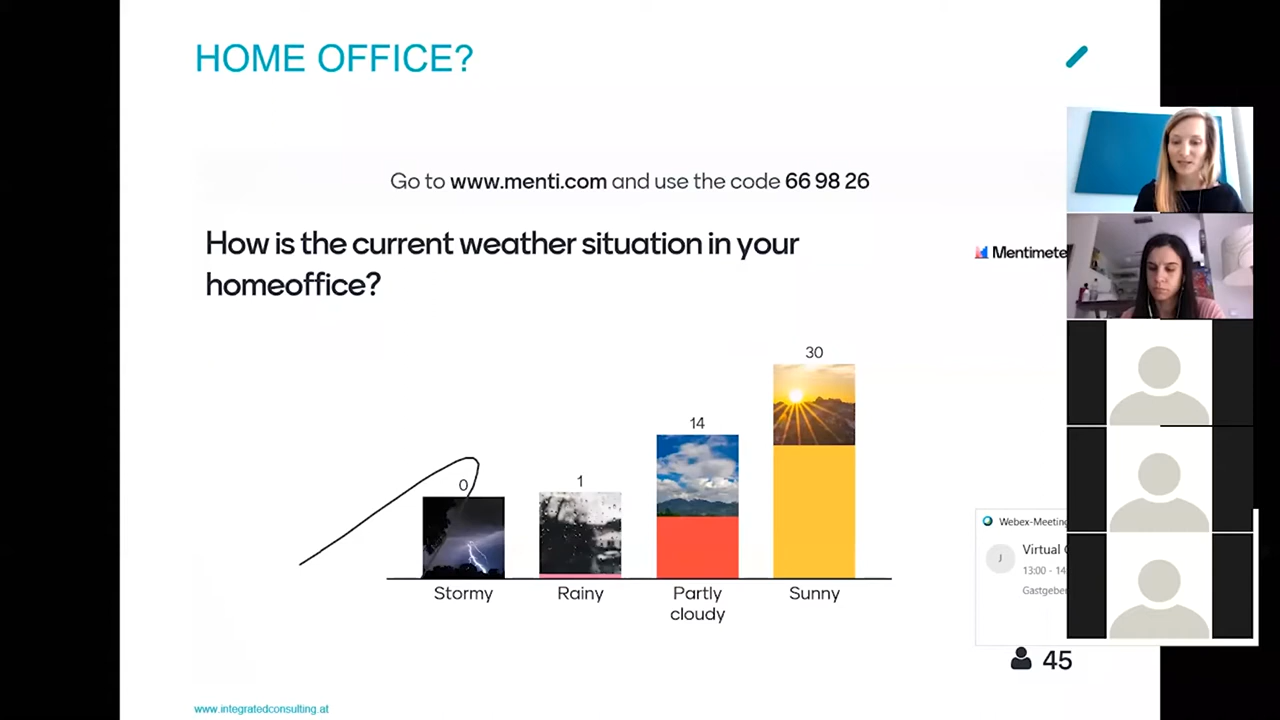 HOME OFFICE?
Go to www.menti.com and use the code 66 98 26
How is the current weather situation in your
homeoffice?
Mentimete
30
14
0
1
Stormy
Rainy
Partly
cloudy
Sunny
Webex-Meeting
J
Virtual
13:00 - 14
Gastgeber
45
www.integratedconsulting.at